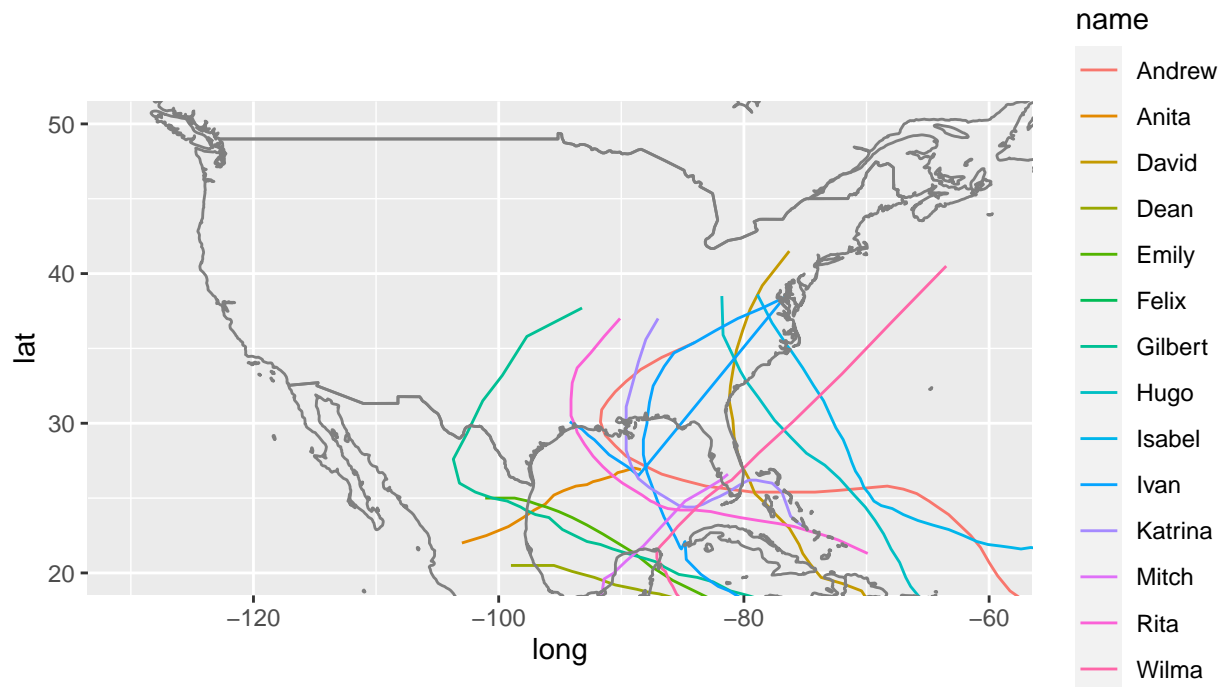 name
Andrew
Anita
David
Dean
Emily
Felix
Gilbert
Hugo
Isabel
Ivan
Katrina
Mitch
Rita
Wilma
50
40
30
20
lat
−120
−100
−80
−60
long